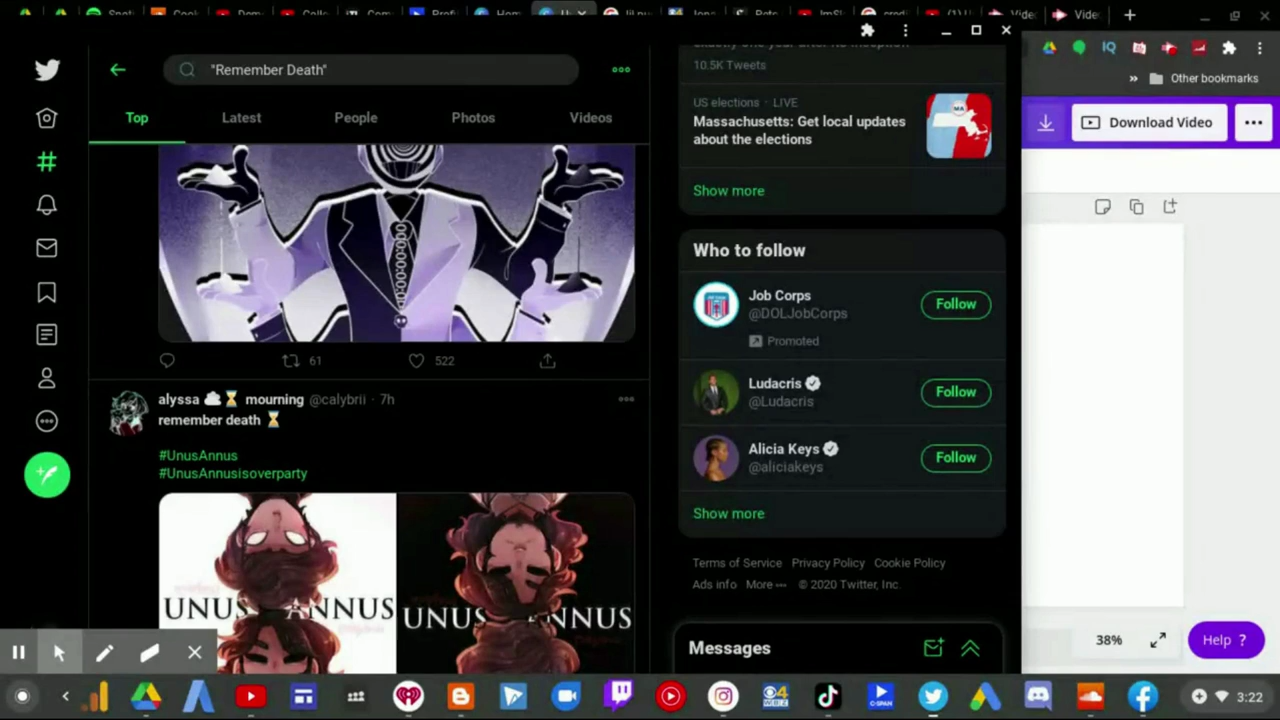 "Remember Death"
Top
Latest
People
Photos
Videos
61
522
alyssa mourning @calybrii · 7h
remember death
#UnusAnnus
#UnusAnnusisoverparty
UNUS ANNUS
UNUS ANNUS
10.5K Tweets
US elections · LIVE
Massachusetts: Get local updates
about the elections
MA
Show more
Who to follow
Job Corps
@DOLJobCorps
Promoted
Follow
Ludacris
@Ludacris
Follow
Alicia Keys
@aliciakeys
Follow
Show more
Terms of Service Privacy Policy Cookie Policy
Ads info More ••• © 2020 Twitter, Inc.
Messages
Other bookmarks
Download Video
38%
Help ?
3:22